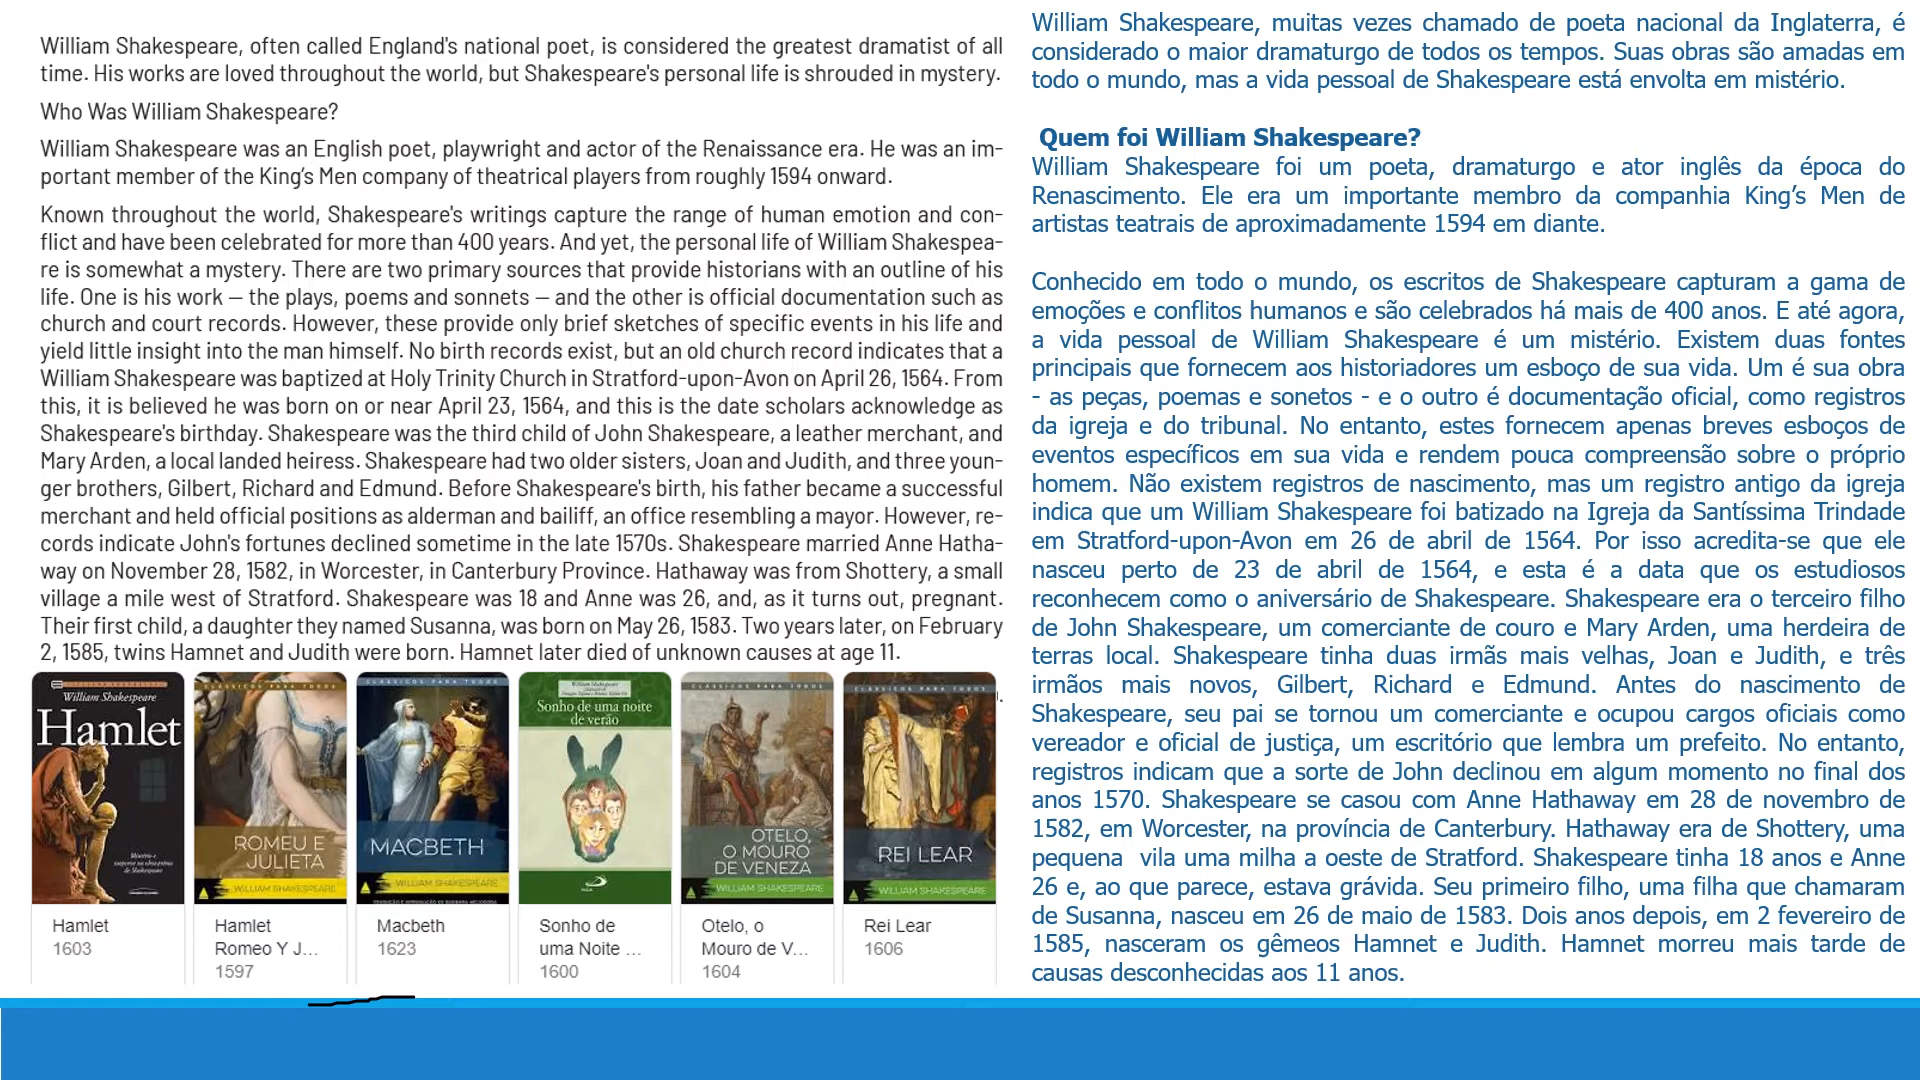 William Shakespeare, often called England's national poet, is considered the greatest dramatist of all
time. His works are loved throughout the world, but Shakespeare's personal life is shrouded in mystery.
Who Was William Shakespeare?
William Shakespeare was an English poet, playwright and actor of the Renaissance era. He was an im-
portant member of the King's Men company of theatrical players from roughly 1594 onward.
Known throughout the world, Shakespeare's writings capture the range of human emotion and con-
flict and have been celebrated for more than 400 years. And yet, the personal life of William Shakespea-
re is somewhat a mystery. There are two primary sources that provide historians with an outline of his
life. One is his work — the plays, poems and sonnets — and the other is official documentation such as
church and court records. However, these provide only brief sketches of specific events in his life and
yield little insight into the man himself. No birth records exist, but an old church record indicates that a
William Shakespeare was baptized at Holy Trinity Church in Stratford-upon-Avon on April 26, 1564. From
this, it is believed he was born on or near April 23, 1564, and this is the date scholars acknowledge as
Shakespeare's birthday. Shakespeare was the third child of John Shakespeare, a leather merchant, and
Mary Arden, a local landed heiress. Shakespeare had two older sisters, Joan and Judith, and three youn-
ger brothers, Gilbert, Richard and Edmund. Before Shakespeare's birth, his father became a successful
merchant and held official positions as alderman and bailiff, an office resembling a mayor. However, re-
cords indicate John's fortunes declined sometime in the late 1570s. Shakespeare married Anne Hatha-
way on November 28, 1582, in Worcester, in Canterbury Province. Hathaway was from Shottery, a small
village a mile west of Stratford. Shakespeare was 18 and Anne was 26, and, as it turns out, pregnant.
Their first child, a daughter they named Susanna, was born on May 26, 1583. Two years later, on February
2, 1585, twins Hamnet and Judith were born. Hamnet later died of unknown causes at age 11.
William Shakespeare
Hamlet
CLÁSSICOS PARA TODOS
ROMEU E
JULIETA
WILLIAM SHAKESPEARE
CLÁSSICOS PARA TODOS
MACBETH
WILLIAM SHAKESPEARE
William Shakespeare
Sonho de uma noite
de verão
CLÁSSICOS PARA TODOS
OTELO,
O MOURO
DE VENEZA
WILLIAM SHAKESPEARE
CLÁSSICOS PARA TODOS
REI LEAR
WILLIAM SHAKESPEARE
Hamlet
1603
Hamlet
Romeo Y J...
1597
Macbeth
1623
Sonho de
uma Noite ...
1600
Otelo, o
Mouro de V...
1604
Rei Lear
1606
William Shakespeare, muitas vezes chamado de poeta nacional da Inglaterra, é
considerado o maior dramaturgo de todos os tempos. Suas obras são amadas em
todo o mundo, mas a vida pessoal de Shakespeare está envolta em mistério.
Quem foi William Shakespeare?
William Shakespeare foi um poeta, dramaturgo e ator inglês da época do
Renascimento. Ele era um importante membro da companhia King's Men de
artistas teatrais de aproximadamente 1594 em diante.
Conhecido em todo o mundo, os escritos de Shakespeare capturam a gama de
emoções e conflitos humanos e são celebrados há mais de 400 anos. E até agora,
a vida pessoal de William Shakespeare é um mistério. Existem duas fontes
principais que fornecem aos historiadores um esboço de sua vida. Um é sua obra
- as peças, poemas e sonetos - e o outro é documentação oficial, como registros
da igreja e do tribunal. No entanto, estes fornecem apenas breves esboços de
eventos específicos em sua vida e rendem pouca compreensão sobre o próprio
homem. Não existem registros de nascimento, mas um registro antigo da igreja
indica que um William Shakespeare foi batizado na Igreja da Santíssima Trindade
em Stratford-upon-Avon em 26 de abril de 1564. Por isso acredita-se que ele
nasceu perto de 23 de abril de 1564, e esta é a data que os estudiosos
reconhecem como o aniversário de Shakespeare. Shakespeare era o terceiro filho
de John Shakespeare, um comerciante de couro e Mary Arden, uma herdeira de
terras local. Shakespeare tinha duas irmãs mais velhas, Joan e Judith, e três
irmãos mais novos, Gilbert, Richard e Edmund. Antes do nascimento de
Shakespeare, seu pai se tornou um comerciante e ocupou cargos oficiais como
vereador e oficial de justiça, um escritório que lembra um prefeito. No entanto,
registros indicam que a sorte de John declinou em algum momento no final dos
anos 1570. Shakespeare se casou com Anne Hathaway em 28 de novembro de
1582, em Worcester, na província de Canterbury. Hathaway era de Shottery, uma
pequena vila uma milha a oeste de Stratford. Shakespeare tinha 18 anos e Anne
26 e, ao que parece, estava grávida. Seu primeiro filho, uma filha que chamaram
de Susanna, nasceu em 26 de maio de 1583. Dois anos depois, em 2 fevereiro de
1585, nasceram os gêmeos Hamnet e Judith. Hamnet morreu mais tarde de
causas desconhecidas aos 11 anos.